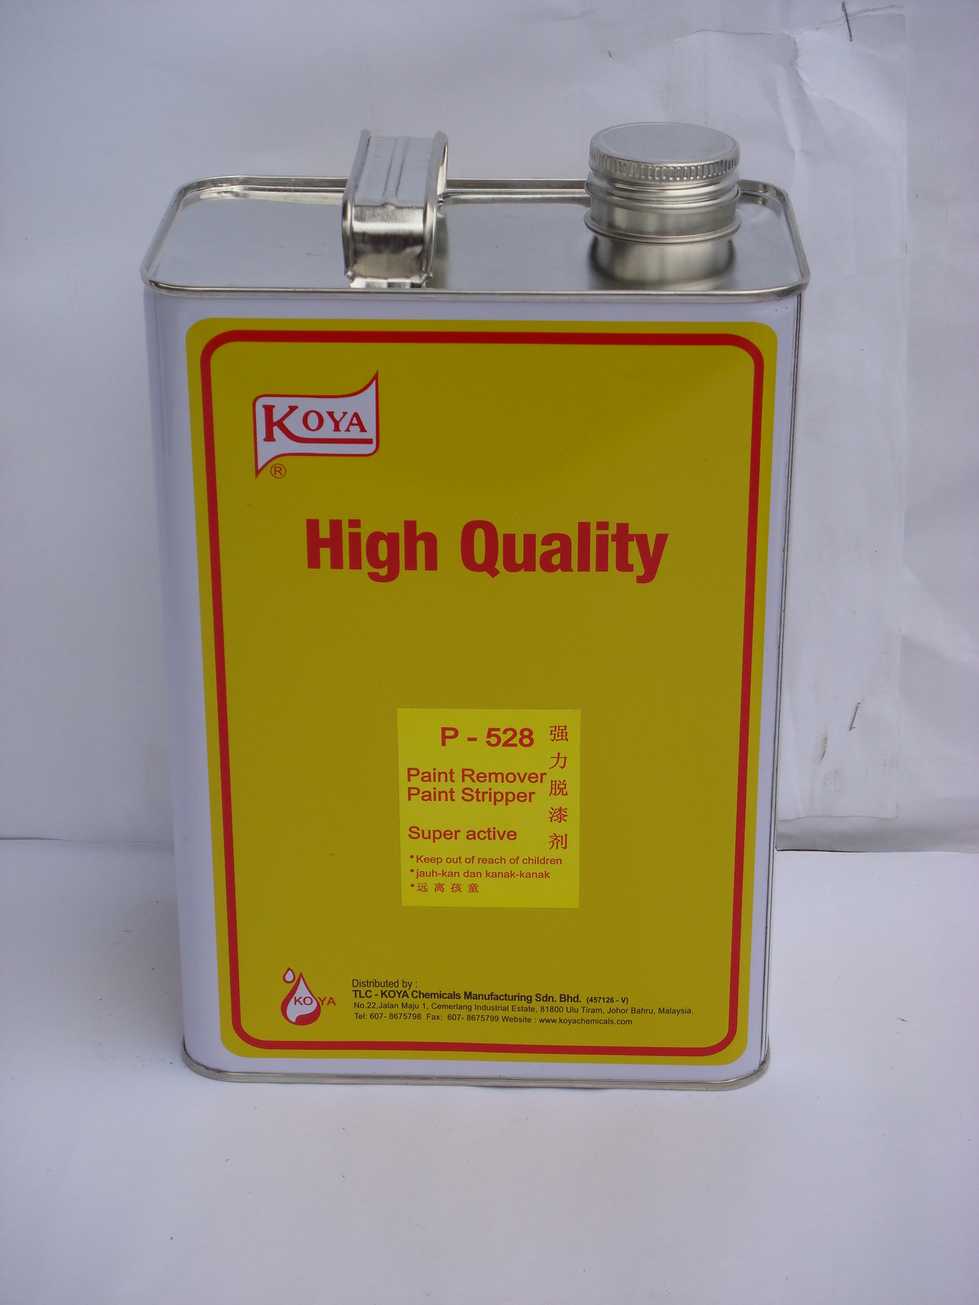 KOYA
®
High Quality
P - 528
Paint Remover
Paint Stripper
Super active
强力脱漆剂
*Keep out of reach of children
*jauh-kan dan kanak-kanak
*远离孩童
KOYA
Distributed by :
TLC - KOYA Chemicals Manufacturing Sdn. Bhd. (457126 - V)
No.22,Jalan Maju 1, Cemerlang Industrial Estate, 81800 Ulu Tiram, Johor Bahru, Malaysia.
Tel: 607- 8675798 Fax: 607- 8675799 Website : www.koyachemicals.com